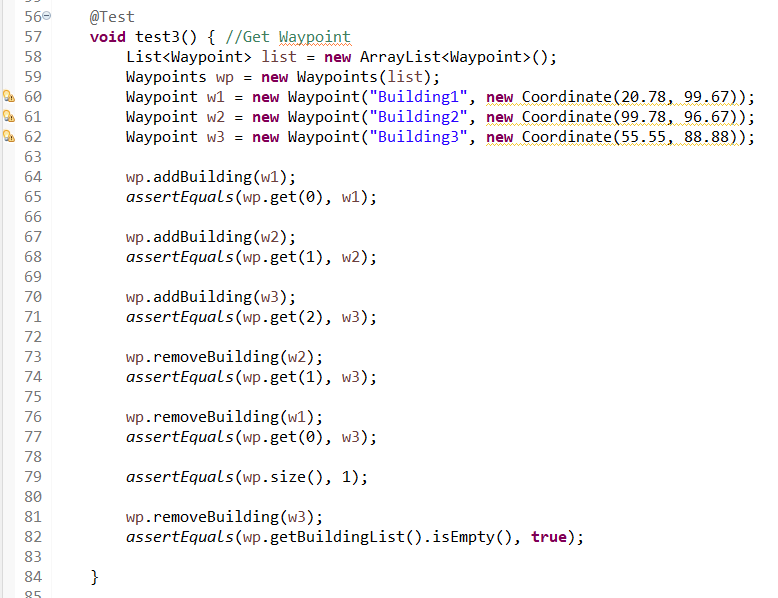 56 @Test
57 void test3() { //Get Waypoint
58 List<Waypoint> list = new ArrayList<Waypoint>();
59 Waypoints wp = new Waypoints(list);
60 Waypoint w1 = new Waypoint("Building1", new Coordinate(20.78, 99.67));
61 Waypoint w2 = new Waypoint("Building2", new Coordinate(99.78, 96.67));
62 Waypoint w3 = new Waypoint("Building3", new Coordinate(55.55, 88.88));
63
64 wp.addBuilding(w1);
65 assertEquals(wp.get(0), w1);
66
67 wp.addBuilding(w2);
68 assertEquals(wp.get(1), w2);
69
70 wp.addBuilding(w3);
71 assertEquals(wp.get(2), w3);
72
73 wp.removeBuilding(w2);
74 assertEquals(wp.get(1), w3);
75
76 wp.removeBuilding(w1);
77 assertEquals(wp.get(0), w3);
78
79 assertEquals(wp.size(), 1);
80
81 wp.removeBuilding(w3);
82 assertEquals(wp.getBuildingList().isEmpty(), true);
83
84 }
85